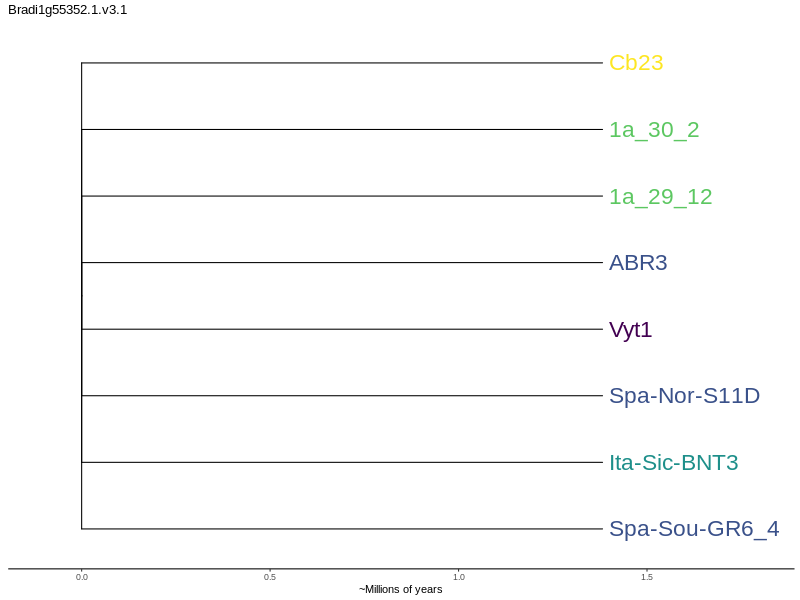 Bradi1g55352.1.v3.1
Cb23
1a_30_2
1a_29_12
ABR3
Vyt1
Spa-Nor-S11D
Ita-Sic-BNT3
Spa-Sou-GR6_4
0.0 0.5 1.0 1.5
~Millions of years